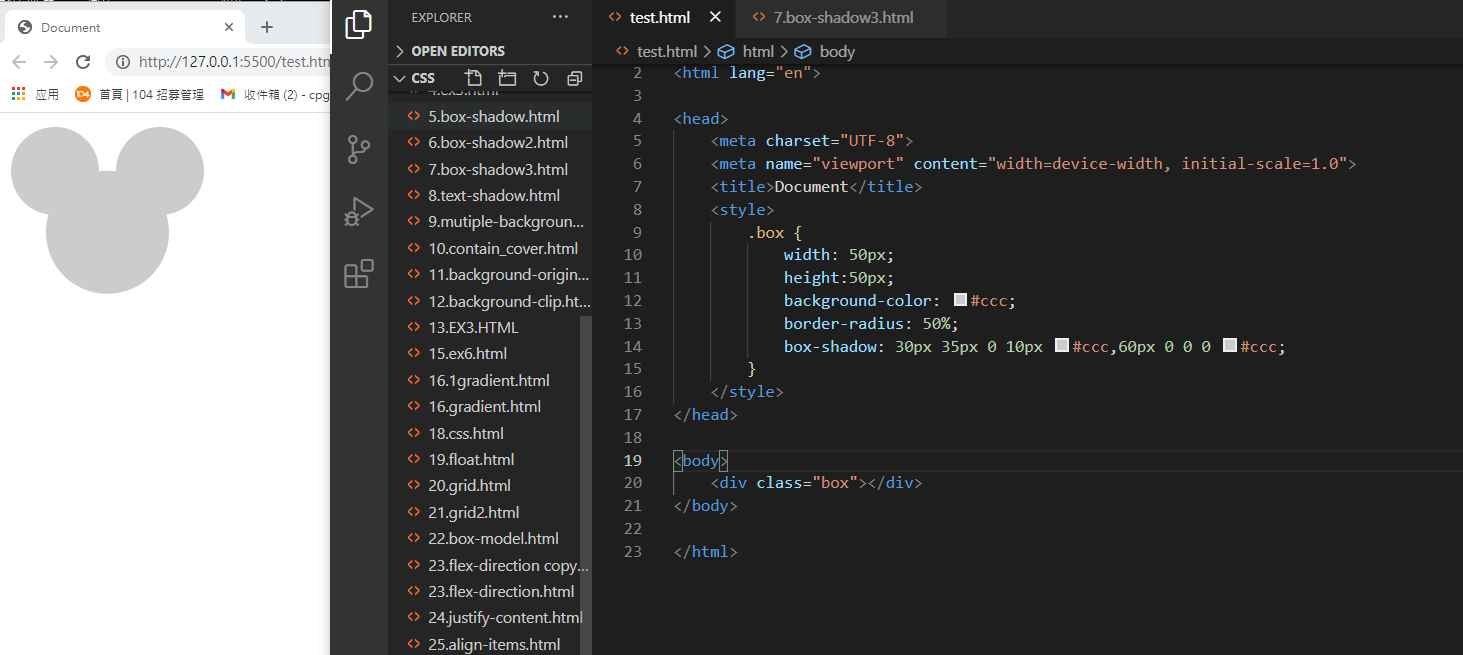 Document
http://127.0.0.1:5500/test.htm
应用
104
首頁 | 104 招募管理
收件箱 (2) - cpg
EXPLORER
OPEN EDITORS
CSS
4.ex3.html
5.box-shadow.html
6.box-shadow2.html
7.box-shadow3.html
8.text-shadow.html
9.mutiple-backgroun...
10.contain_cover.html
11.background-origin...
12.background-clip.ht...
13.EX3.HTML
15.ex6.html
16.1gradient.html
16.gradient.html
18.css.html
19.float.html
20.grid.html
21.grid2.html
22.box-model.html
23.flex-direction copy...
23.flex-direction.html
24.justify-content.html
25.align-items.html
test.html
7.box-shadow3.html
test.html > html > body
2 <html lang="en">
3
4 <head>
5 <meta charset="UTF-8">
6 <meta name="viewport" content="width=device-width, initial-scale=1.0">
7 <title>Document</title>
8 <style>
9 .box {
10 width: 50px;
11 height:50px;
12 background-color: #ccc;
13 border-radius: 50%;
14 box-shadow: 30px 35px 0 10px #ccc,60px 0 0 0 #ccc;
15 }
16 </style>
17 </head>
18
19 <body>
20 <div class="box"></div>
21 </body>
22
23 </html>